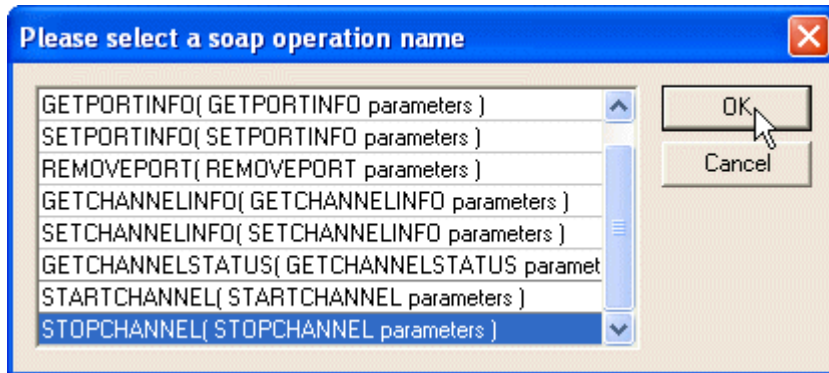 Please select a soap operation name
GETPORTINFO( GETPORTINFO parameters )
SETPORTINFO( SETPORTINFO parameters )
REMOVEPORT( REMOVEPORT parameters )
GETCHANNELINFO( GETCHANNELINFO parameters )
SETCHANNELINFO( SETCHANNELINFO parameters )
GETCHANNELSTATUS( GETCHANNELSTATUS paramet
STARTCHANNEL( STARTCHANNEL parameters )
STOPCHANNEL( STOPCHANNEL parameters )
OK
Cancel